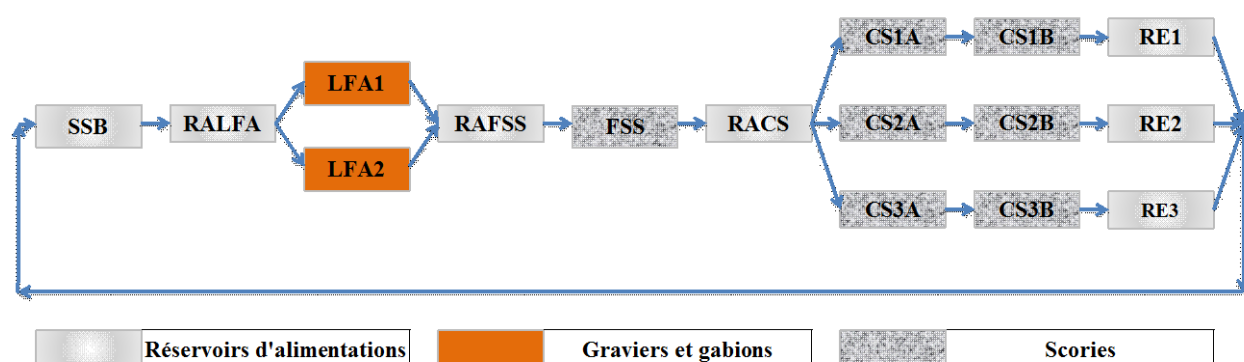 CS1A CS1B RE1
LFA1
SSB RALFA RAFSS FSS RACS CS2A CS2B RE2
LFA2
CS3A CS3B RE3
Réservoirs d'alimentations Graviers et gabions Scories